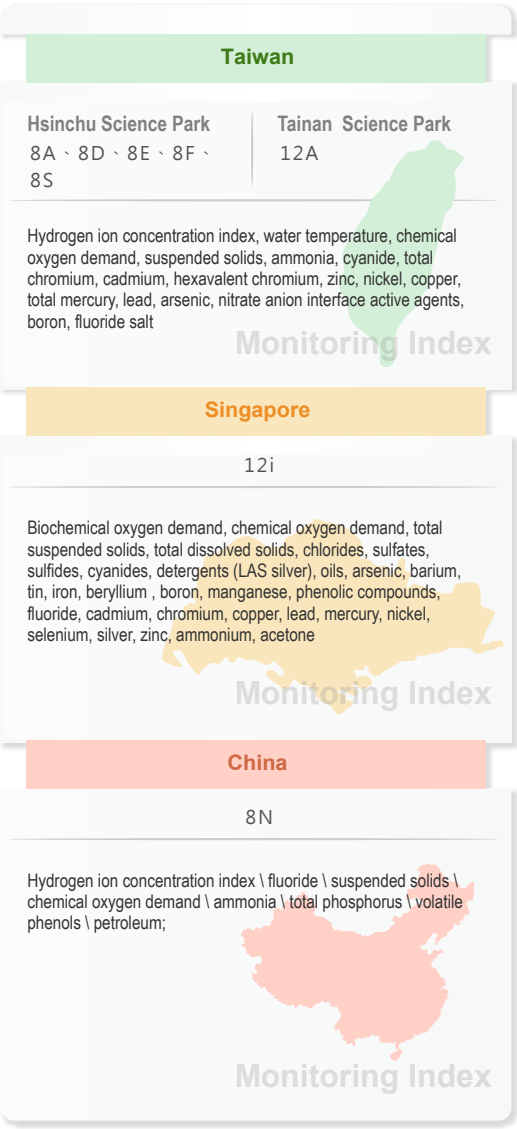 Taiwan
Hsinchu Science Park
8A、8D、8E、8F、
8S
Tainan Science Park
12A
Hydrogen ion concentration index, water temperature, chemical
oxygen demand, suspended solids, ammonia, cyanide, total
chromium, cadmium, hexavalent chromium, zinc, nickel, copper,
total mercury, lead, arsenic, nitrate anion interface active agents,
boron, fluoride salt
Monitoring Index
Singapore
12i
Biochemical oxygen demand, chemical oxygen demand, total
suspended solids, total dissolved solids, chlorides, sulfates,
sulfides, cyanides, detergents (LAS silver), oils, arsenic, barium,
tin, iron, beryllium , boron, manganese, phenolic compounds,
fluoride, cadmium, chromium, copper, lead, mercury, nickel,
selenium, silver, zinc, ammonium, acetone
Monitoring Index
China
8N
Hydrogen ion concentration index \ fluoride \ suspended solids \
chemical oxygen demand \ ammonia \ total phosphorus \ volatile
phenols \ petroleum;
Monitoring Index